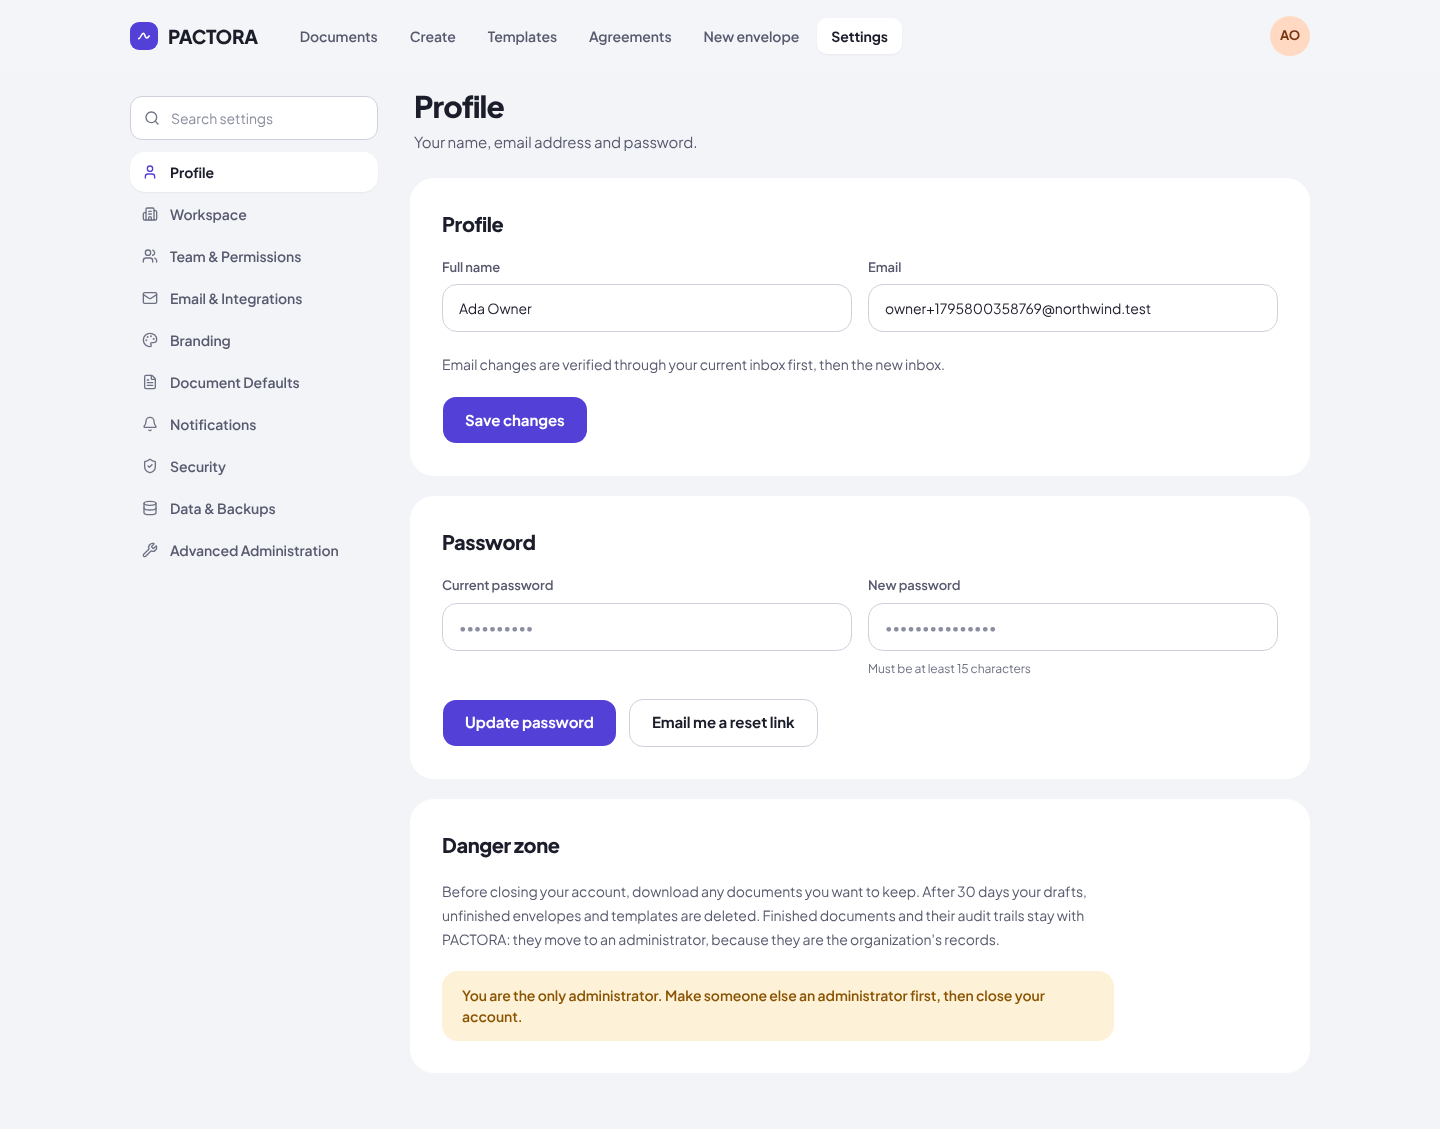 PACTORA
Documents
Create
Templates
Agreements
New envelope
Settings
AO
Search settings
Profile
Workspace
Team & Permissions
Email & Integrations
Branding
Document Defaults
Notifications
Security
Data & Backups
Advanced Administration
Profile
Your name, email address and password.
Profile
Full name
Email
Ada Owner
owner+1795800358769@northwind.test
Email changes are verified through your current inbox first, then the new inbox.
Save changes
Password
Current password
New password
••••••••••
•••••••••••••••
Must be at least 15 characters
Update password
Email me a reset link
Danger zone
Before closing your account, download any documents you want to keep. After 30 days your drafts,
unfinished envelopes and templates are deleted. Finished documents and their audit trails stay with
PACTORA: they move to an administrator, because they are the organization's records.
You are the only administrator. Make someone else an administrator first, then close your
account.